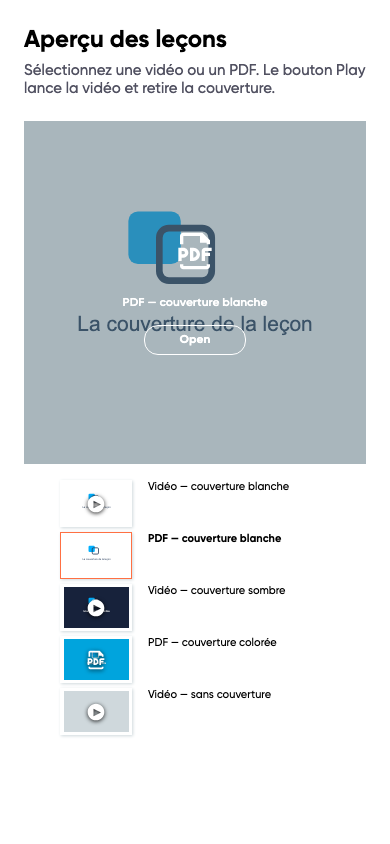 Aperçu des leçons
Sélectionnez une vidéo ou un PDF. Le bouton Play
lance la vidéo et retire la couverture.
PDF
PDF — couverture blanche
La couverture de la leçon
Open
Vidéo — couverture blanche
PDF — couverture blanche
Vidéo — couverture sombre
PDF
PDF — couverture colorée
Vidéo — sans couverture